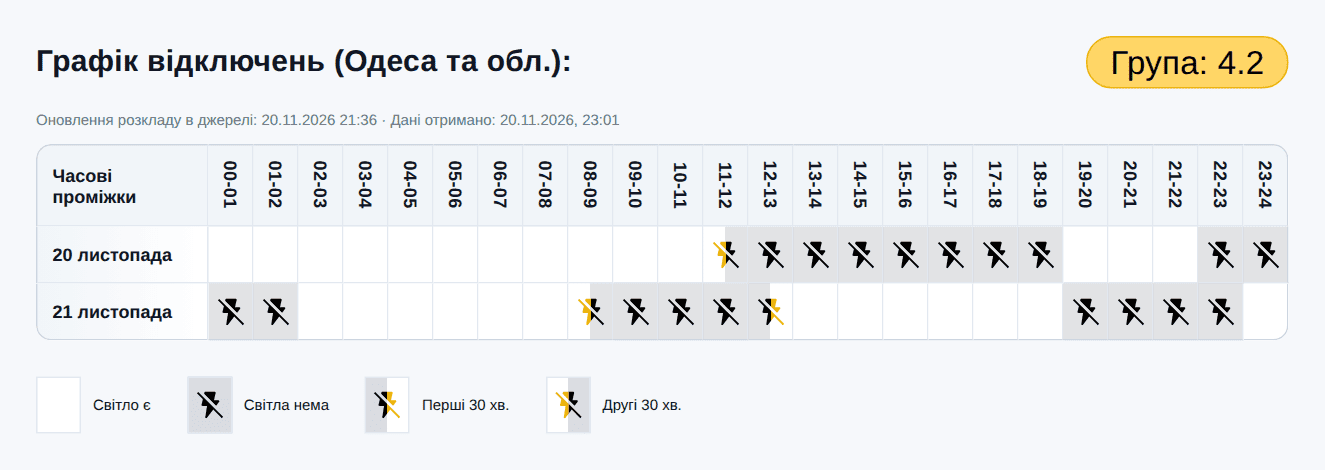 Графік відключень (Одеса та обл.):
Група: 4.2
Оновлення розкладу в джерелі: 20.11.2026 21:36 · Дані отримано: 20.11.2026, 23:01
Часові
проміжки
00-01
01-02
02-03
03-04
04-05
05-06
06-07
07-08
08-09
09-10
10-11
11-12
12-13
13-14
14-15
15-16
16-17
17-18
18-19
19-20
20-21
21-22
22-23
23-24
20 листопада
21 листопада
Світло є
Світла нема
Перші 30 хв.
Другі 30 хв.